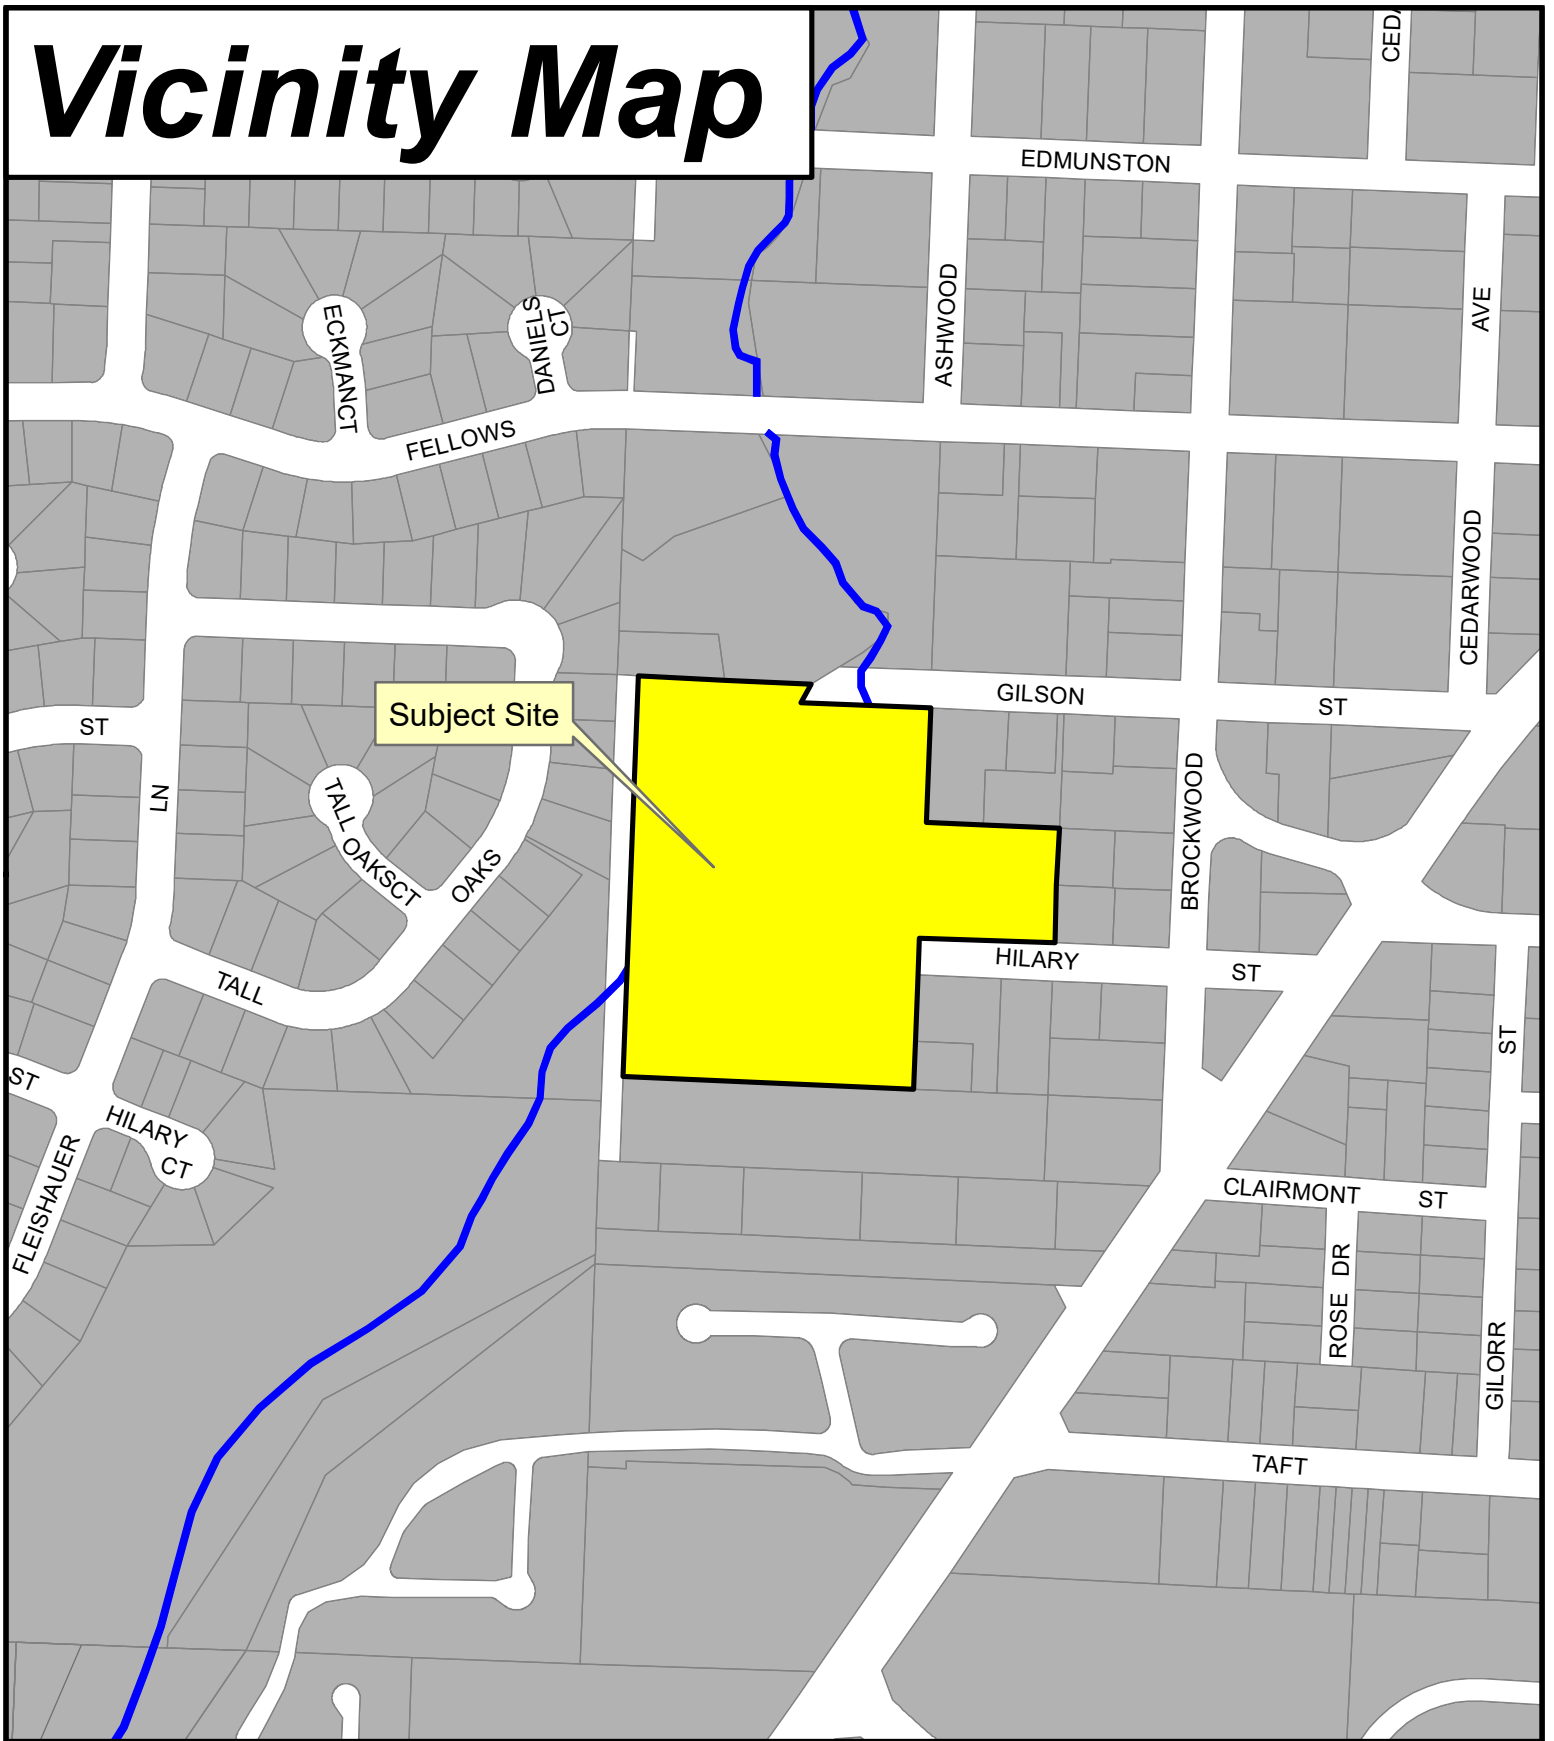 Vicinity Map
CEDA
EDMUNSTON
ASHWOOD
AVE
ECKMANCT
DANIELS
CT
FELLOWS
CEDARWOOD
GILSON
ST
Subject Site
ST
LN
TALL OAKSCT
OAKS
BROCKWOOD
HILARY
ST
TALL
ST
ST
HILARY
CT
FLEISHAUER
CLAIRMONT
ST
ROSE DR
GILORR
TAFT